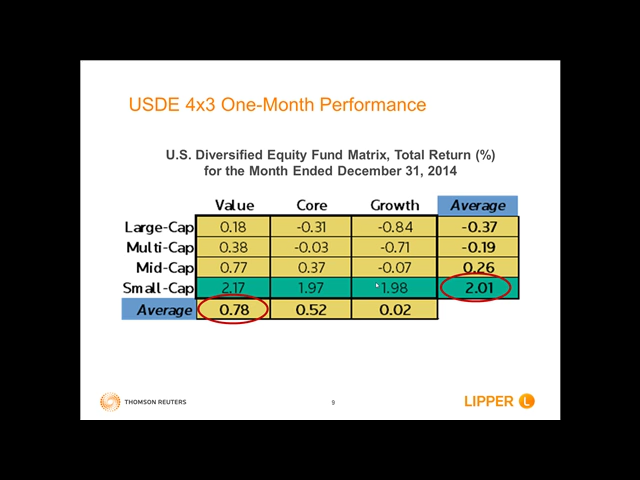 USDE 4x3 One-Month Performance
U.S. Diversified Equity Fund Matrix, Total Return (%)
for the Month Ended December 31, 2014
Value Core Growth Average
Large-Cap 0.18 -0.31 -0.84 -0.37
Multi-Cap 0.38 -0.03 -0.71 -0.19
Mid-Cap 0.77 0.37 -0.07 0.26
Small-Cap 2.17 1.97 1.98 2.01
Average 0.78 0.52 0.02
THOMSON REUTERS 9 LIPPER L